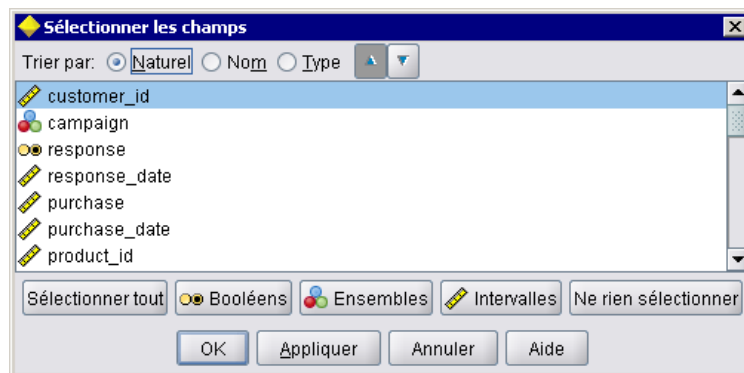 Sélectionner les champs
Trier par: Naturel Nom Type
customer_id
campaign
response
response_date
purchase
purchase_date
product_id
Sélectionner tout Booléens Ensembles Intervalles Ne rien sélectionner
OK Appliquer Annuler Aide